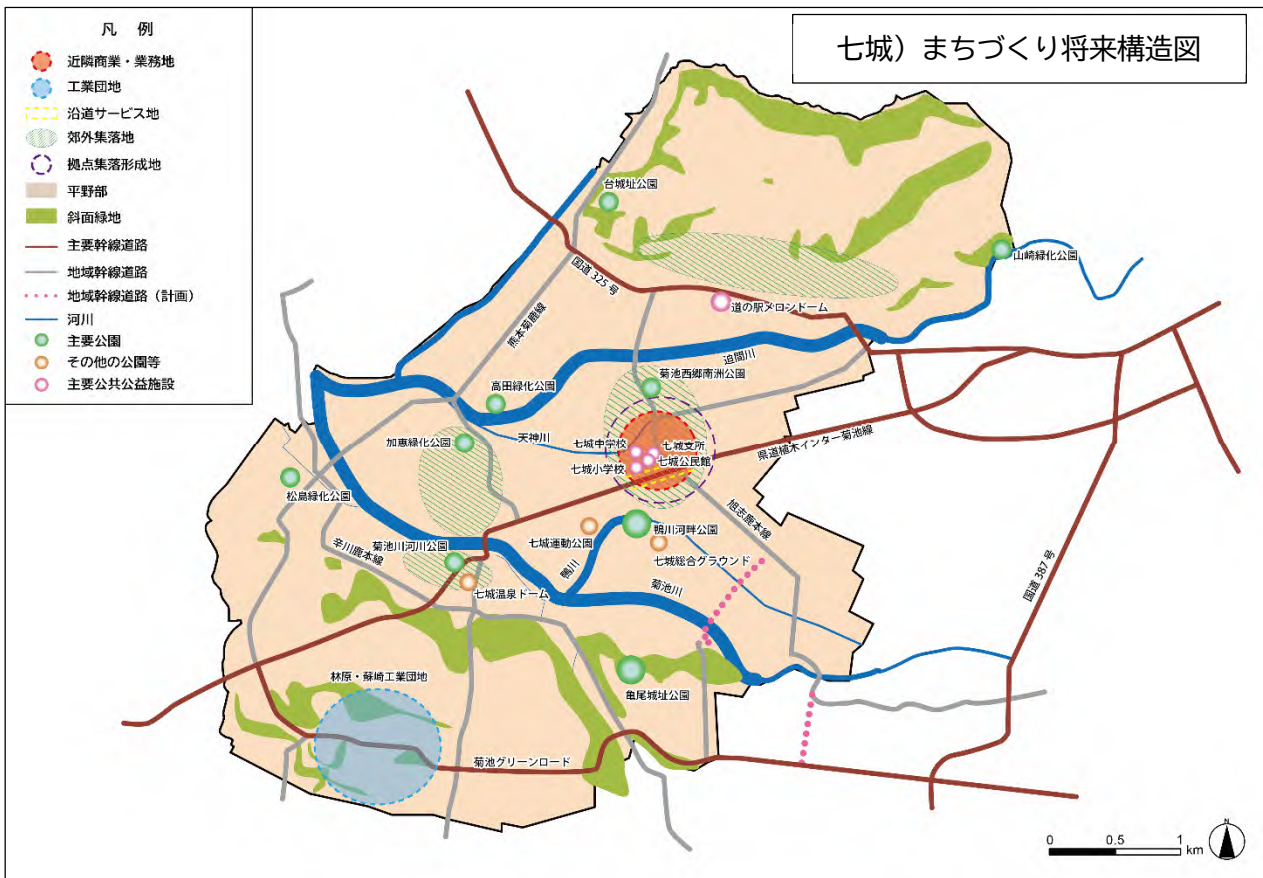 七城）まちづくり将来構造図
凡 例
近隣商業・業務地
工業団地
沿道サービス地
郊外集落地
拠点集落形成地
平野部
斜面緑地
主要幹線道路
地域幹線道路
地域幹線道路（計画）
河川
主要公園
その他の公園等
主要公共公益施設
台城址公園
山崎緑化公園
国道 325 号
道の駅メロンドーム
熊本菊鹿線
迫間川
菊池西郷南洲公園
高田緑化公園
天神川
加恵緑化公園
七城中学校
七城支所
七城小学校
七城公民館
県道植木インター菊池線
松島緑化公園
旭志鹿本線
七城運動公園
鴨川河畔公園
辛川鹿本線
菊池川河川公園
七城総合グラウンド
鴨川
七城温泉ドーム
菊池川
国道 387 号
林原・蘇崎工業団地
亀尾城址公園
菊池グリーンロード
N
0 0.5 1
km